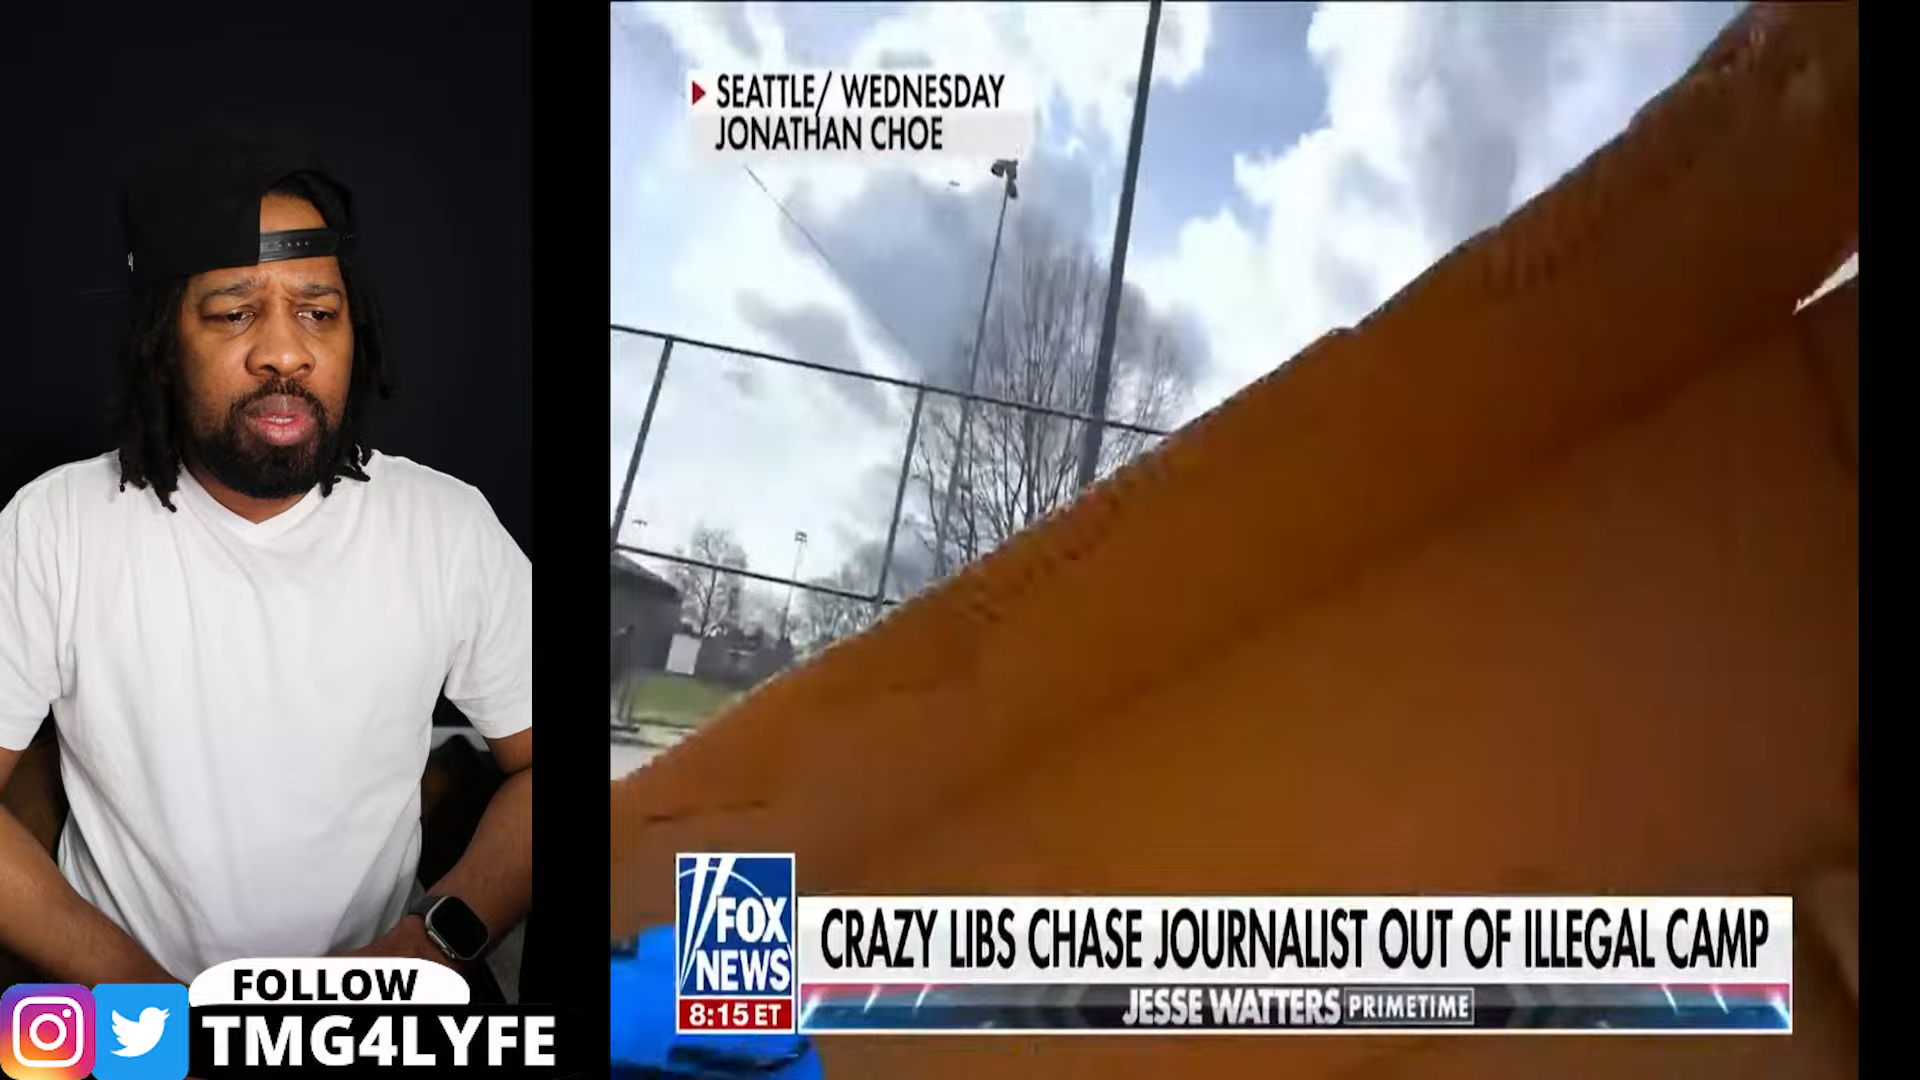 SEATTLE/ WEDNESDAY
JONATHAN CHOE
FOX
NEWS
8:15 ET
CRAZY LIBS CHASE JOURNALIST OUT OF ILLEGAL CAMP
JESSE WATTERS PRIMETIME
FOLLOW
TMG4LYFE